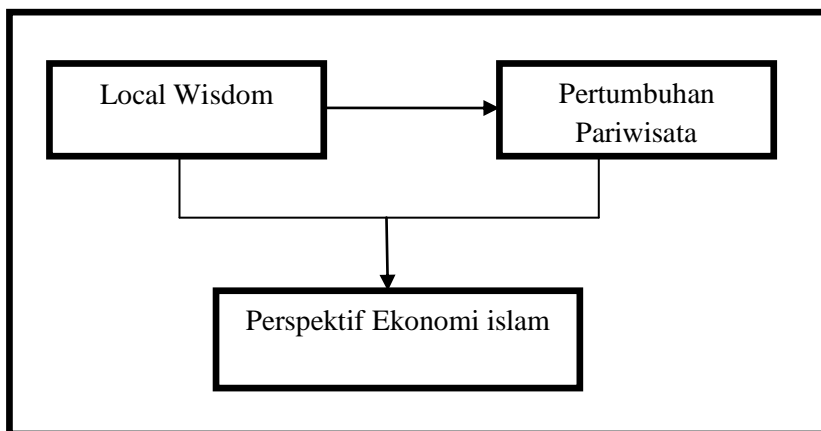 Local Wisdom
Pertumbuhan
Pariwisata
Perspektif Ekonomi islam